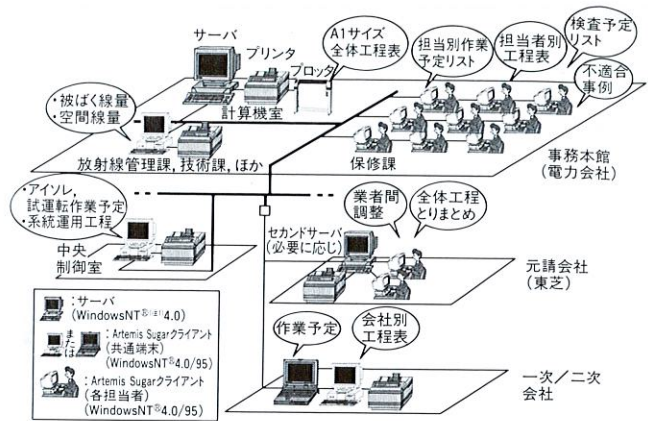 サーバ
プリンタ
プロッタ
A1サイズ
全体工程表
担当別作業
予定リスト
担当者別
工程表
検査予定
リスト
不適合
事例
・被ばく線量
・空間線量
計算機室
放射線管理課,技術課,ほか
保修課
事務本館
(電力会社)
・アイソレ,
試運転作業予定
・系統運用工程
中央
制御室
セカンドサーバ
(必要に応じ)
業者間
調整
全体工程
とりまとめ
元請会社
(東芝)
作業予定
会社別
工程表
一次/二次
会社
:サーバ
(WindowsNT®(注1)4.0)
または
:Artemis Sugarクライアント
(共通端末)
(WindowsNT®4.0/95)
:Artemis Sugarクライアント
(各担当者)
(WindowsNT®4.0/95)